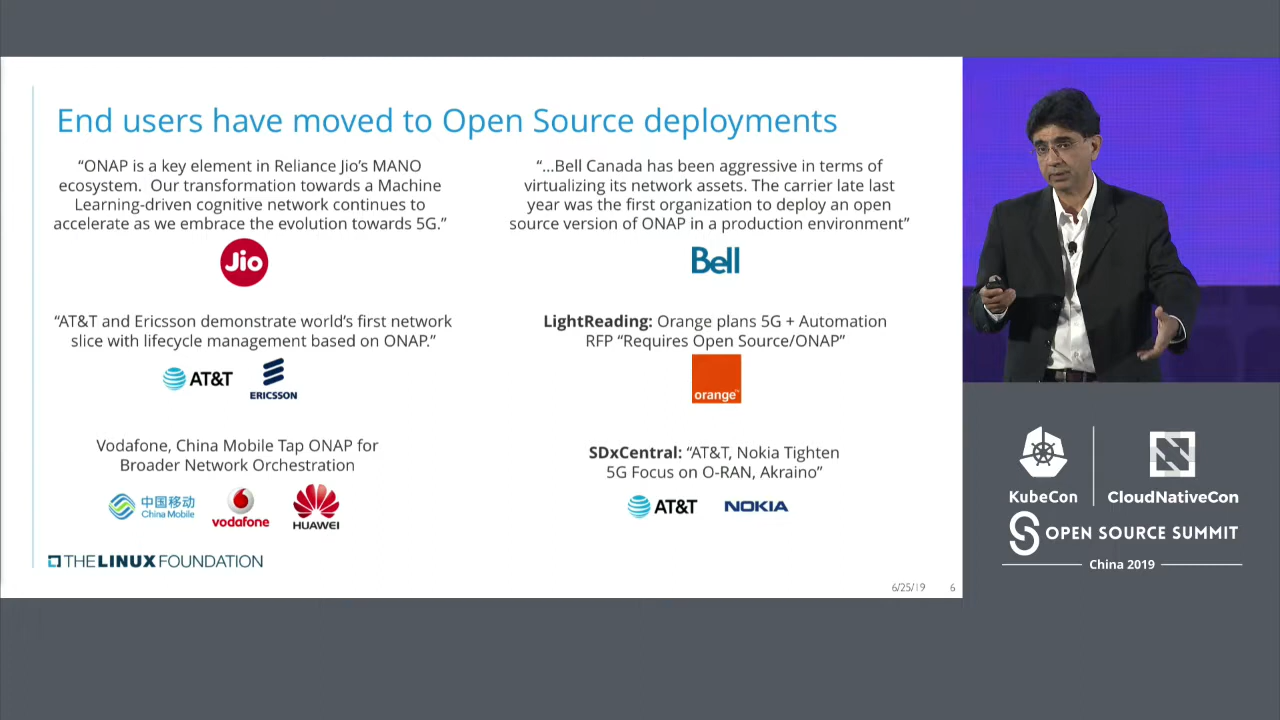 End users have moved to Open Source deployments
“ONAP is a key element in Reliance Jio’s MANO
ecosystem.  Our transformation towards a Machine
Learning-driven cognitive network continues to
accelerate as we embrace the evolution towards 5G.”
Jio
“...Bell Canada has been aggressive in terms of
virtualizing its network assets. The carrier late last
year was the first organization to deploy an open
source version of ONAP in a production environment”
Bell
“AT&T and Ericsson demonstrate world’s first network
slice with lifecycle management based on ONAP.”
AT&T
ERICSSON
LightReading: Orange plans 5G + Automation
RFP “Requires Open Source/ONAP”
orange™
Vodafone, China Mobile Tap ONAP for
Broader Network Orchestration
中国移动
China Mobile
vodafone
HUAWEI
SDxCentral: “AT&T, Nokia Tighten
5G Focus on O-RAN, Akraino”
AT&T
NOKIA
THE LINUX FOUNDATION
6/25/19 6
KubeCon
CloudNativeCon
OPEN SOURCE SUMMIT
China 2019